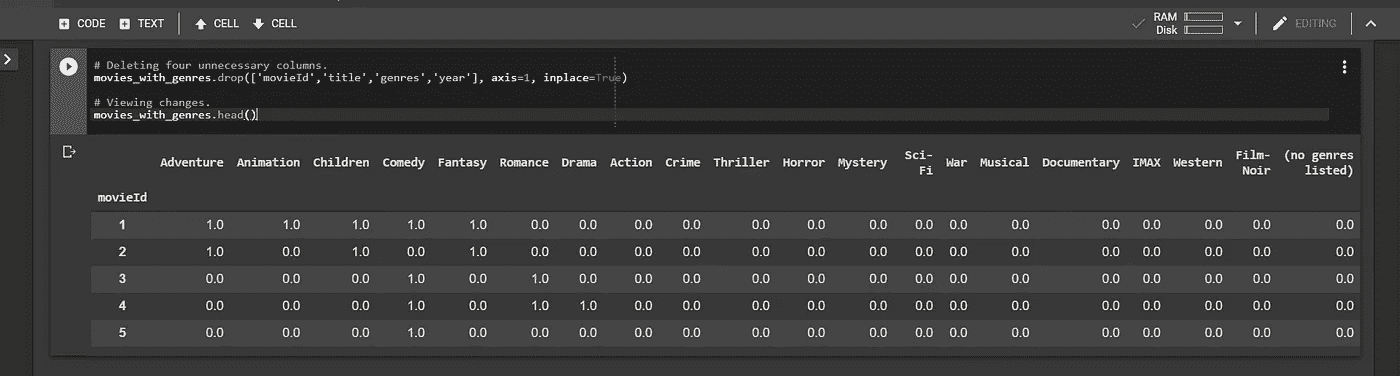 CODE TEXT CELL CELL RAM Disk EDITING
# Deleting four unnecessary columns.
movies_with_genres.drop(['movieId','title','genres','year'], axis=1, inplace=True)
# Viewing changes.
movies_with_genres.head()
Adventure Animation Children Comedy Fantasy Romance Drama Action Crime Thriller Horror Mystery Sci-Fi War Musical Documentary IMAX Western Film-Noir (no genres listed)
movieId
1 1.0 1.0 1.0 1.0 1.0 0.0 0.0 0.0 0.0 0.0 0.0 0.0 0.0 0.0 0.0 0.0 0.0 0.0 0.0 0.0
2 1.0 0.0 1.0 0.0 1.0 0.0 0.0 0.0 0.0 0.0 0.0 0.0 0.0 0.0 0.0 0.0 0.0 0.0 0.0 0.0
3 0.0 0.0 0.0 1.0 0.0 1.0 0.0 0.0 0.0 0.0 0.0 0.0 0.0 0.0 0.0 0.0 0.0 0.0 0.0 0.0
4 0.0 0.0 0.0 1.0 0.0 1.0 1.0 0.0 0.0 0.0 0.0 0.0 0.0 0.0 0.0 0.0 0.0 0.0 0.0 0.0
5 0.0 0.0 0.0 1.0 0.0 0.0 0.0 0.0 0.0 0.0 0.0 0.0 0.0 0.0 0.0 0.0 0.0 0.0 0.0 0.0